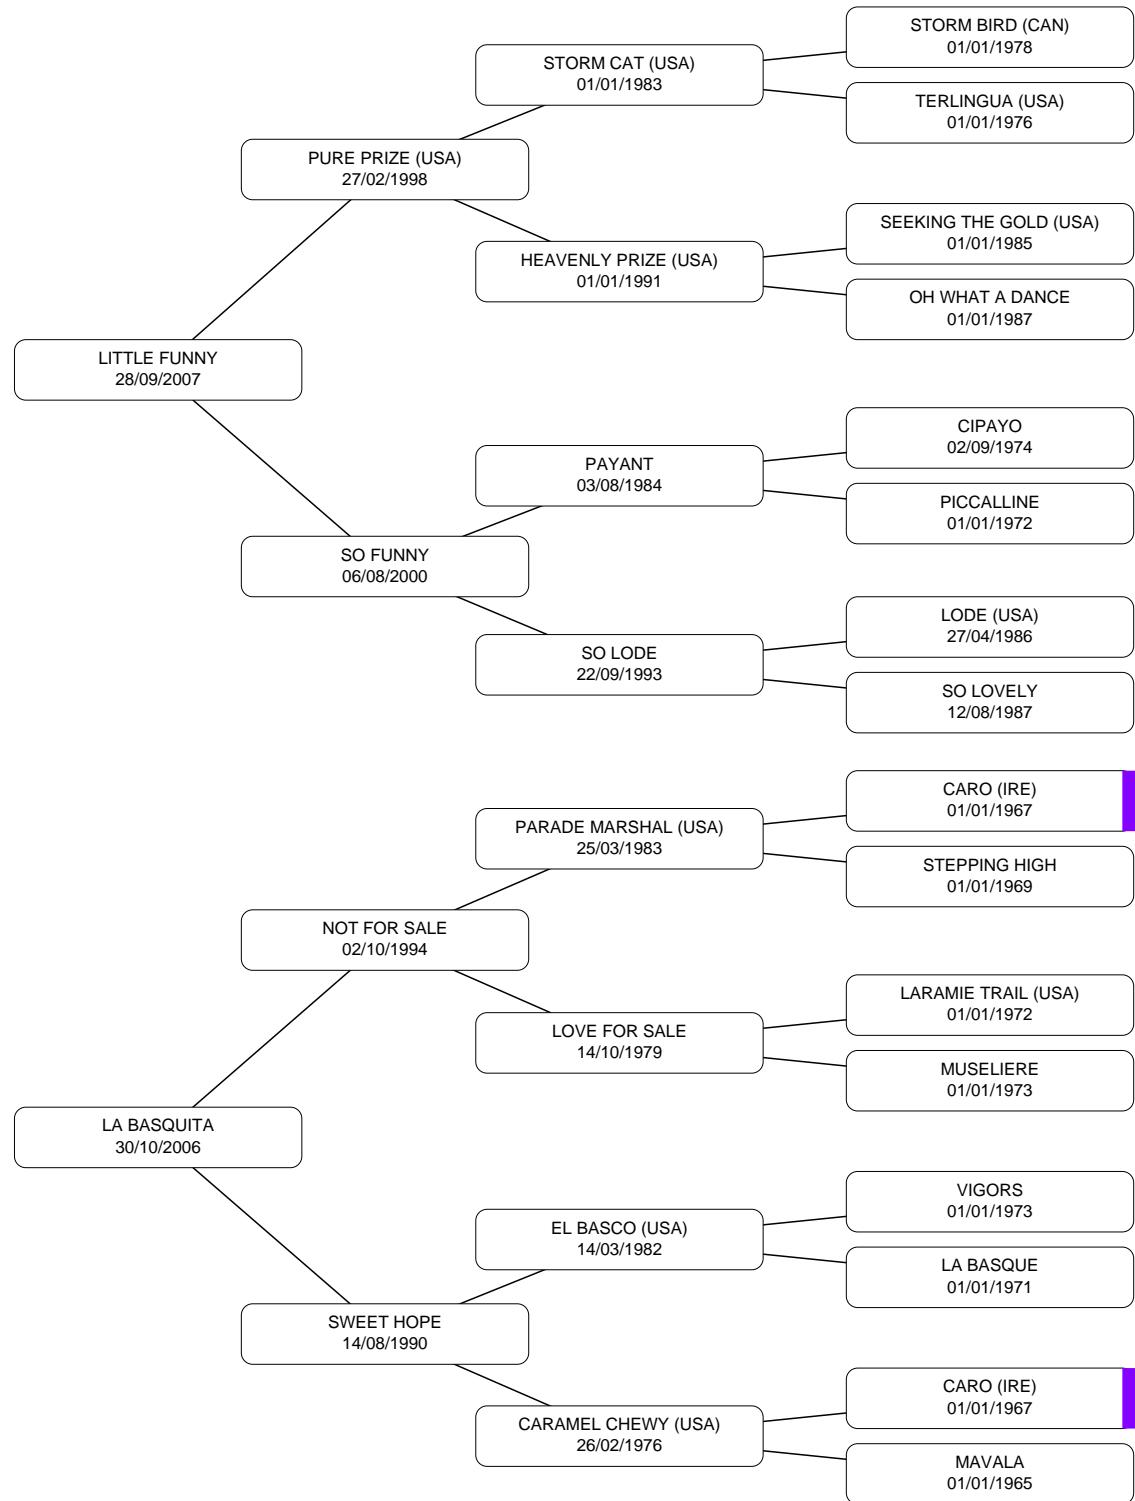 STORM BIRD (CAN)
01/01/1978
STORM CAT (USA)
01/01/1983
TERLINGUA (USA)
01/01/1976
PURE PRIZE (USA)
27/02/1998
SEEKING THE GOLD (USA)
01/01/1985
HEAVENLY PRIZE (USA)
01/01/1991
OH WHAT A DANCE
01/01/1987
LITTLE FUNNY
28/09/2007
CIPAYO
02/09/1974
PAYANT
03/08/1984
PICCALLINE
01/01/1972
SO FUNNY
06/08/2000
LODE (USA)
27/04/1986
SO LODE
22/09/1993
SO LOVELY
12/08/1987
CARO (IRE)
01/01/1967
PARADE MARSHAL (USA)
25/03/1983
STEPPING HIGH
01/01/1969
NOT FOR SALE
02/10/1994
LARAMIE TRAIL (USA)
01/01/1972
LOVE FOR SALE
14/10/1979
MUSELIERE
01/01/1973
LA BASQUITA
30/10/2006
VIGORS
01/01/1973
EL BASCO (USA)
14/03/1982
LA BASQUE
01/01/1971
SWEET HOPE
14/08/1990
CARO (IRE)
01/01/1967
CARAMEL CHEWY (USA)
26/02/1976
MAVALA
01/01/1965